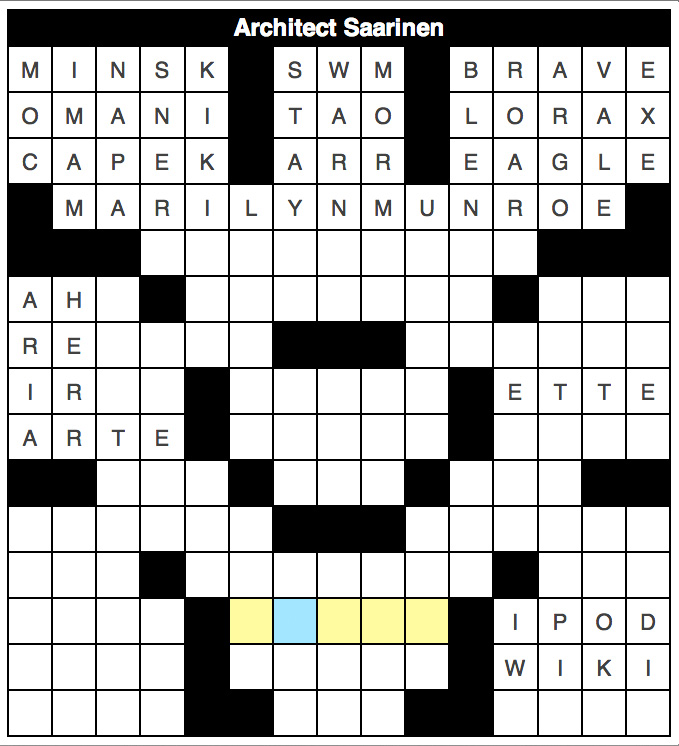 Architect Saarinen
M I N S K S W M B R A V E
O M A N I T A O L O R A X
C A P E K A R R E A G L E
M A R I L Y N M U N R O E
A H
R E
I R E T T E
A R T E
I P O D
W I K I